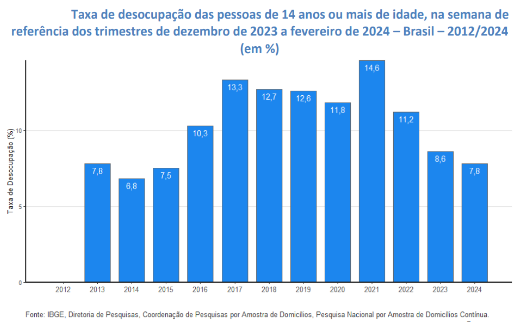 Taxa de desocupação das pessoas de 14 anos ou mais de idade, na semana de
referência dos trimestres de dezembro de 2023 a fevereiro de 2024 – Brasil – 2012/2024
(em %)
Taxa de Desocupação (%)
10
5
0
7,8
6,8
7,5
10,3
13,3
12,7
12,6
11,8
14,6
11,2
8,6
7,8
2012 2013 2014 2015 2016 2017 2018 2019 2020 2021 2022 2023 2024
Fonte: IBGE, Diretoria de Pesquisas, Coordenação de Pesquisas por Amostra de Domicílios, Pesquisa Nacional por Amostra de Domicílios Contínua.